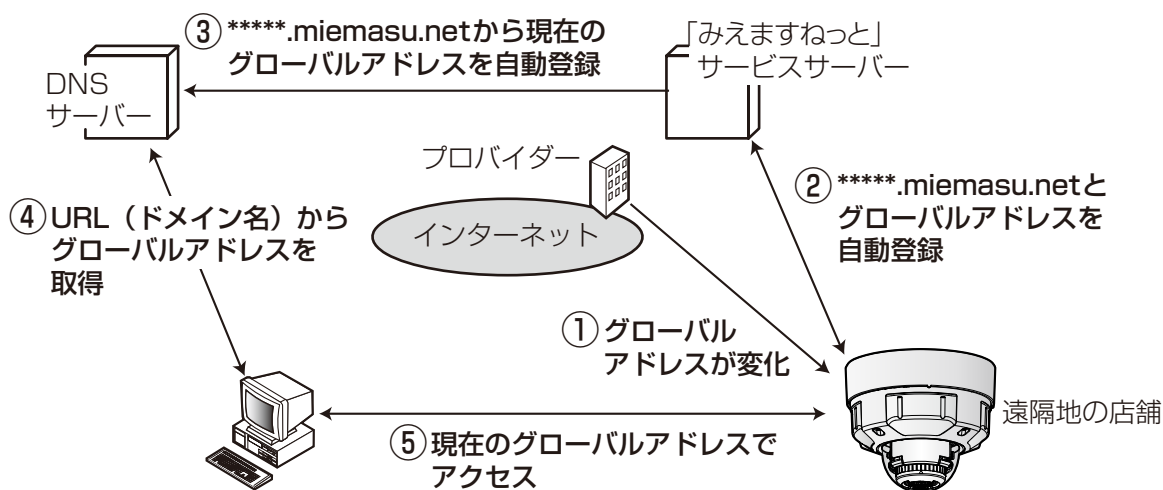 ③*****.miemasu.netから現在の
グローバルアドレスを自動登録
「みえますねっと」
サービスサーバー
DNS
サーバー
プロバイダー
②*****.miemasu.netと
グローバルアドレスを
自動登録
④URL(ドメイン名)から
グローバルアドレスを
取得
インターネット
①グローバル
アドレスが変化
遠隔地の店舗
⑤現在のグローバルアドレスで
アクセス